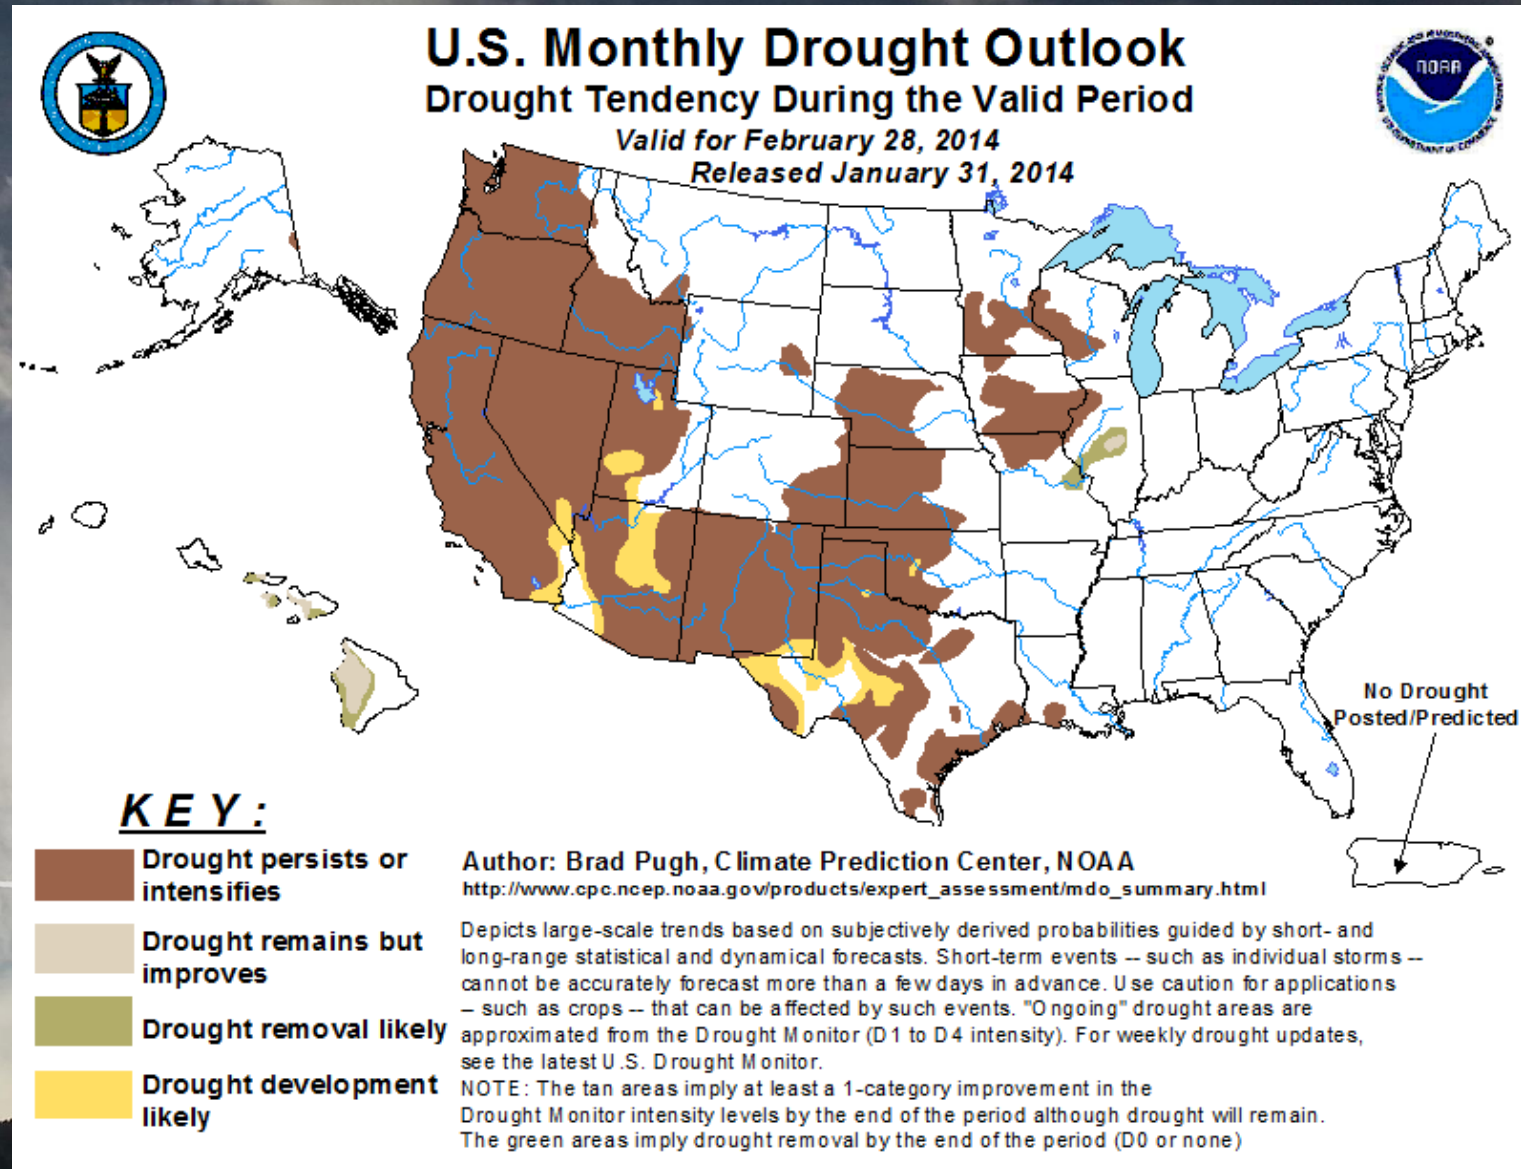 U.S. Monthly Drought Outlook
Drought Tendency During the Valid Period
Valid for February 28, 2014
Released January 31, 2014
NOAA
No Drought
Posted/Predicted
KEY:
Drought persists or
intensifies
Drought remains but
improves
Drought removal likely
Drought development
likely
Author: Brad Pugh, Climate Prediction Center, NOAA
http://www.cpc.ncep.noaa.gov/products/expert_assessment/mdo_summary.html
Depicts large-scale trends based on subjectively derived probabilities guided by short- and
long-range statistical and dynamical forecasts. Short-term events -- such as individual storms --
cannot be accurately forecast more than a few days in advance. Use caution for applications
-- such as crops -- that can be affected by such events. "Ongoing" drought areas are
approximated from the Drought Monitor (D1 to D4 intensity). For weekly drought updates,
see the latest U.S. Drought Monitor.
NOTE: The tan areas imply at least a 1-category improvement in the
Drought Monitor intensity levels by the end of the period although drought will remain.
The green areas imply drought removal by the end of the period (D0 or none)